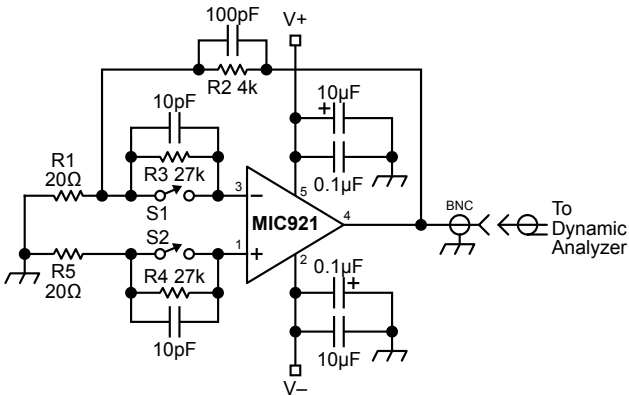 100pF
V+
R2 4k
10pF
10µF
+
R1
20Ω
R3 27k
0.1µF
S1
3
−
5
MIC921
4
BNC
To
Dynamic
Analyzer
S2
1
+
2
R5
20Ω
R4 27k
0.1µF
+
10pF
10µF
V−